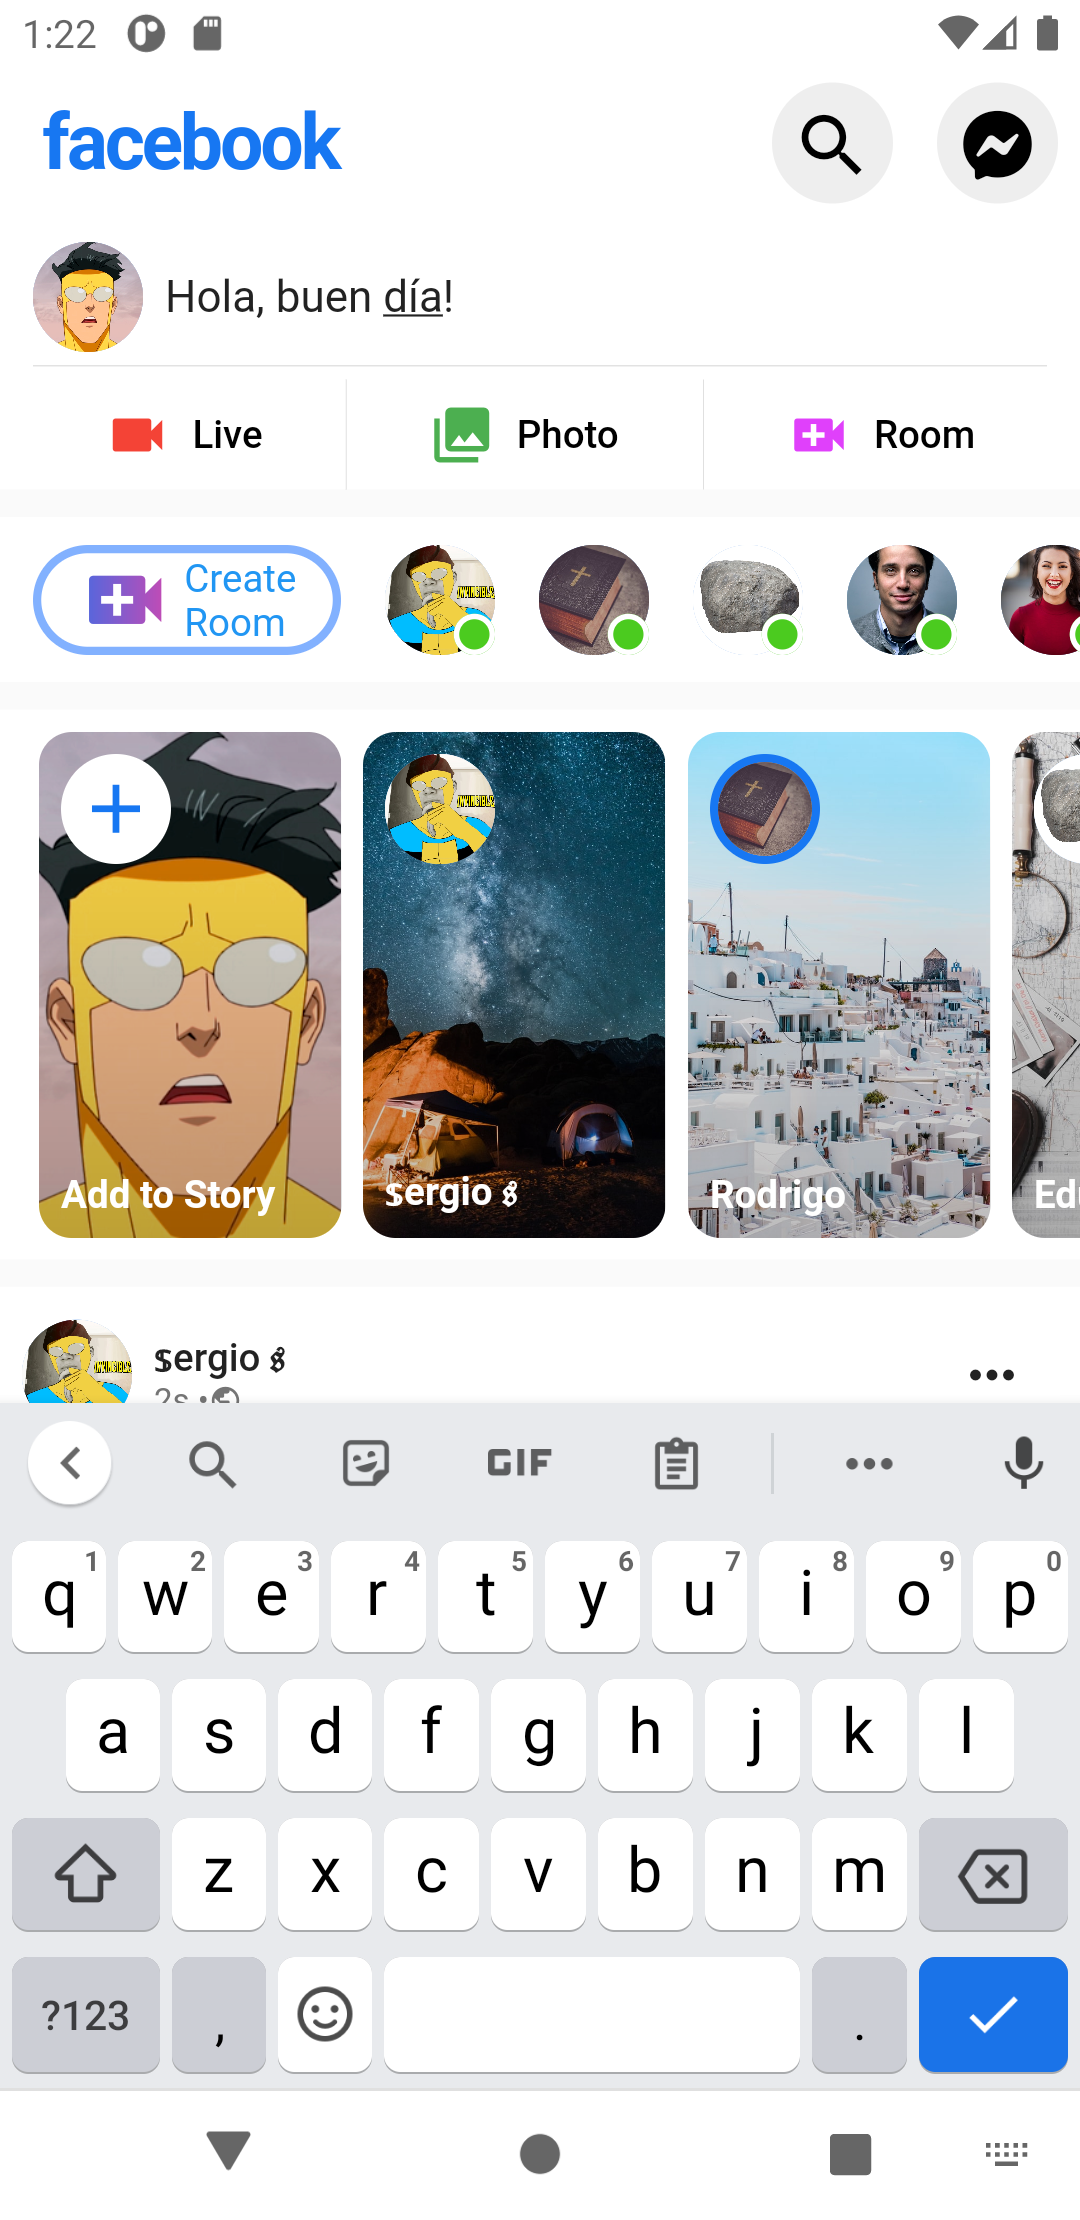 1:22
facebook
Hola, buen día!
Live
Photo
Room
Create
Room
Add to Story
sergio 𝕤
Rodrigo
sergio 𝕤
2s •
GIF
q 1 w 2 e 3 r 4 t 5 y 6 u 7 i 8 o 9 p 0
a s d f g h j k l
z x c v b n m
?123 , .